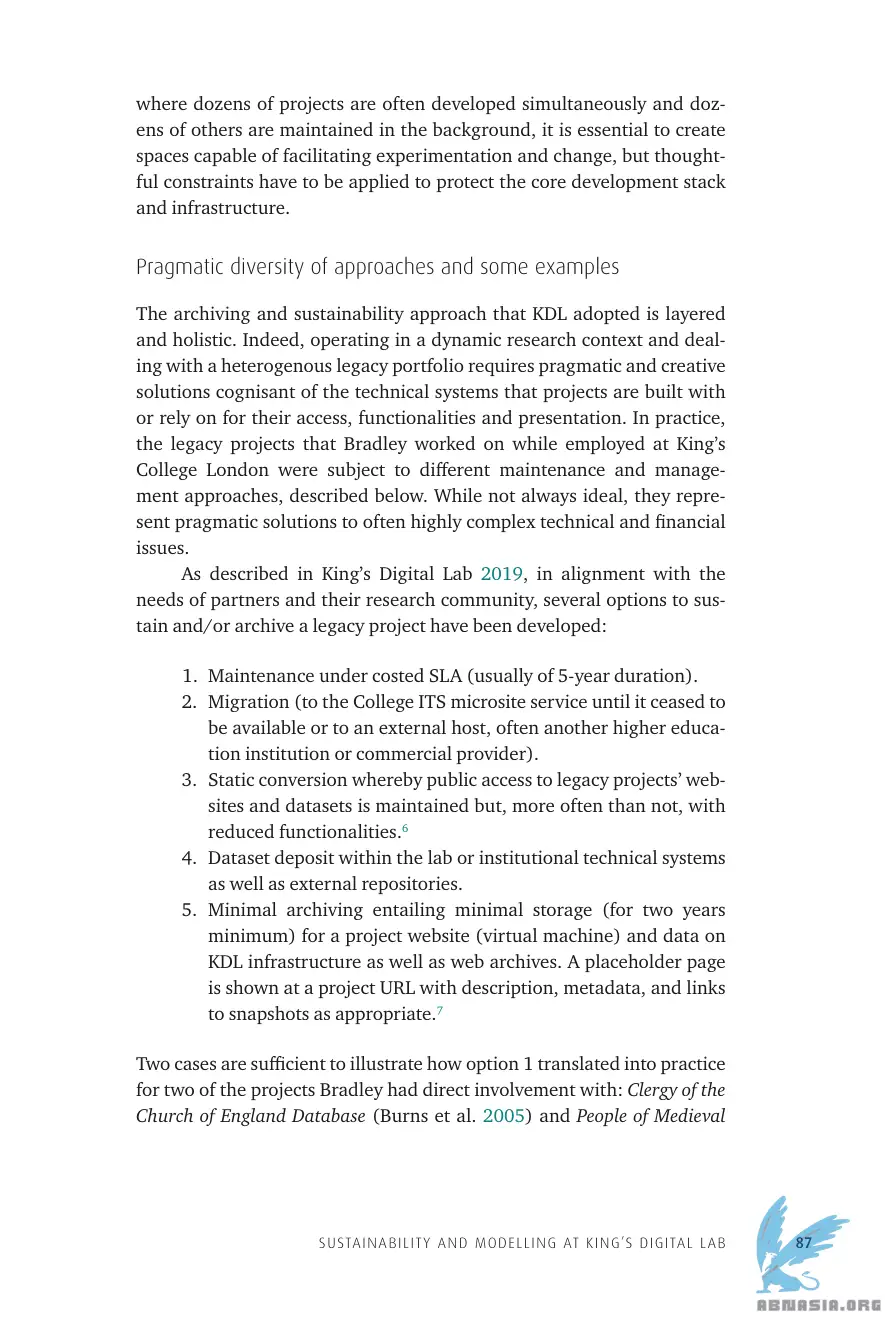 where dozens of projects are often developed simultaneously and doz-
ens of others are maintained in the background, it is essential to create
spaces capable of facilitating experimentation and change, but thought-
ful constraints have to be applied to protect the core development stack
and infrastructure.
Pragmatic diversity of approaches and some examples
The archiving and sustainability approach that KDL adopted is layered
and holistic. Indeed, operating in a dynamic research context and deal-
ing with a heterogenous legacy portfolio requires pragmatic and creative
solutions cognisant of the technical systems that projects are built with
or rely on for their access, functionalities and presentation. In practice,
the legacy projects that Bradley worked on while employed at King’s
College London were subject to different maintenance and manage-
ment approaches, described below. While not always ideal, they repre-
sent pragmatic solutions to often highly complex technical and financial
issues.
As described in King’s Digital Lab 2019, in alignment with the
needs of partners and their research community, several options to sus-
tain and/or archive a legacy project have been developed:
1. Maintenance under costed SLA (usually of 5-year duration).
2. Migration (to the College ITS microsite service until it ceased to
be available or to an external host, often another higher educa-
tion institution or commercial provider).
3. Static conversion whereby public access to legacy projects’ web-
sites and datasets is maintained but, more often than not, with
reduced functionalities.⁶
4. Dataset deposit within the lab or institutional technical systems
as well as external repositories.
5. Minimal archiving entailing minimal storage (for two years
minimum) for a project website (virtual machine) and data on
KDL infrastructure as well as web archives. A placeholder page
is shown at a project URL with description, metadata, and links
to snapshots as appropriate.⁷
Two cases are sufficient to illustrate how option 1 translated into practice
for two of the projects Bradley had direct involvement with: Clergy of the
Church of England Database (Burns et al. 2005) and People of Medieval
SUSTAINABILITY AND MODELLING AT KING’S DIGITAL LAB 87
ABNASIA.ORG